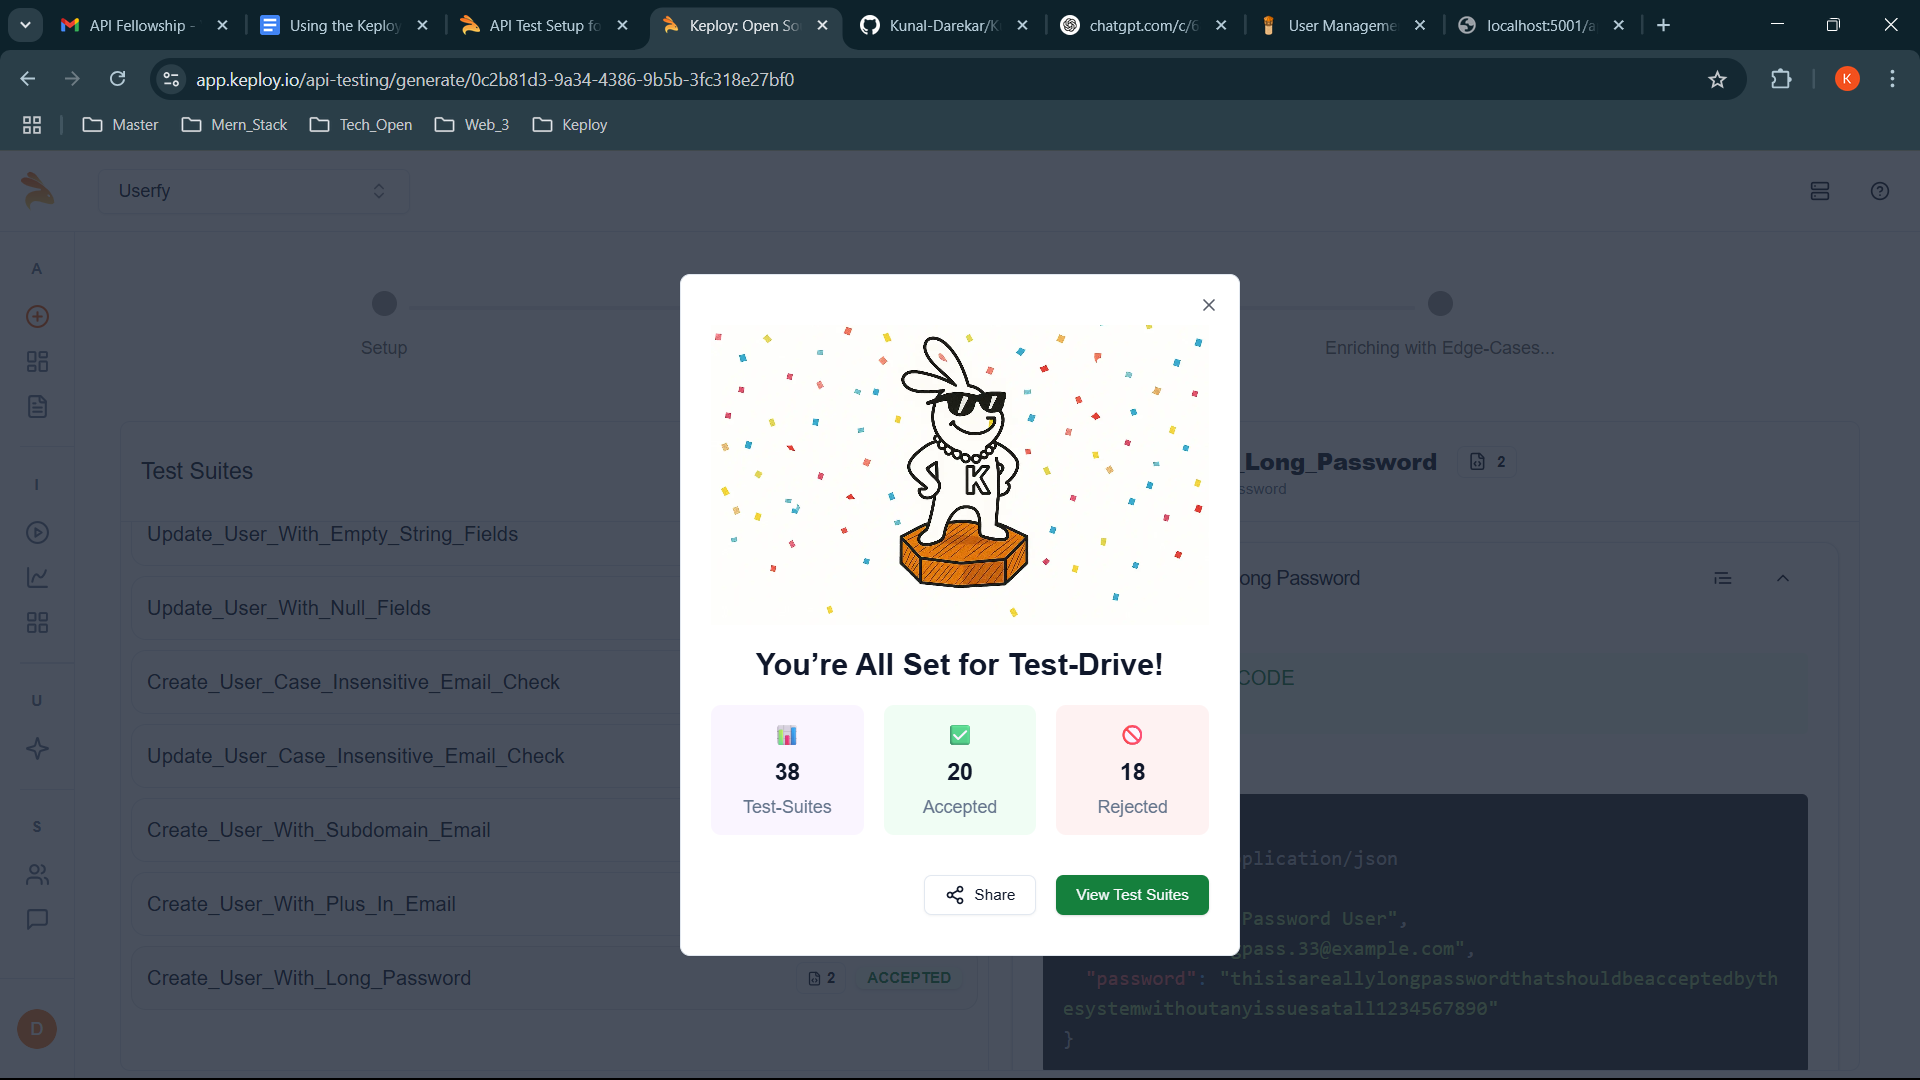 API Fellowship -
Using the Keploy
API Test Setup fo
Keploy: Open So
Kunal-Darekar/K
chatgpt.com/c/6
User Manageme
localhost:5001/a
app.keploy.io/api-testing/generate/0c2b81d3-9a34-4386-9b5b-3fc318e27bf0
K
Master
Mern_Stack
Tech_Open
Web_3
Keploy
Userfy
A
I
U
S
D
Setup
Enriching with Edge-Cases...
Test Suites
Update_User_With_Empty_String_Fields
Update_User_With_Null_Fields
Create_User_Case_Insensitive_Email_Check
Update_User_Case_Insensitive_Email_Check
Create_User_With_Subdomain_Email
Create_User_With_Plus_In_Email
Create_User_With_Long_Password
2
ACCEPTED
K
You’re All Set for Test-Drive!
38
Test-Suites
20
Accepted
18
Rejected
Share
View Test Suites
_Long_Password
2
ssword
ong Password
CODE
plication/json
Password User",
pass.33@example.com",
"password": "thisisareallylongpasswordthatshouldbeacceptedbyth
esystemwithoutanyissuesatall1234567890"
}